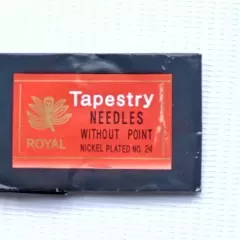 Tapestry
NEEDLES
WITHOUT POINT
ROYAL
NICKEL PLATED NO. 24